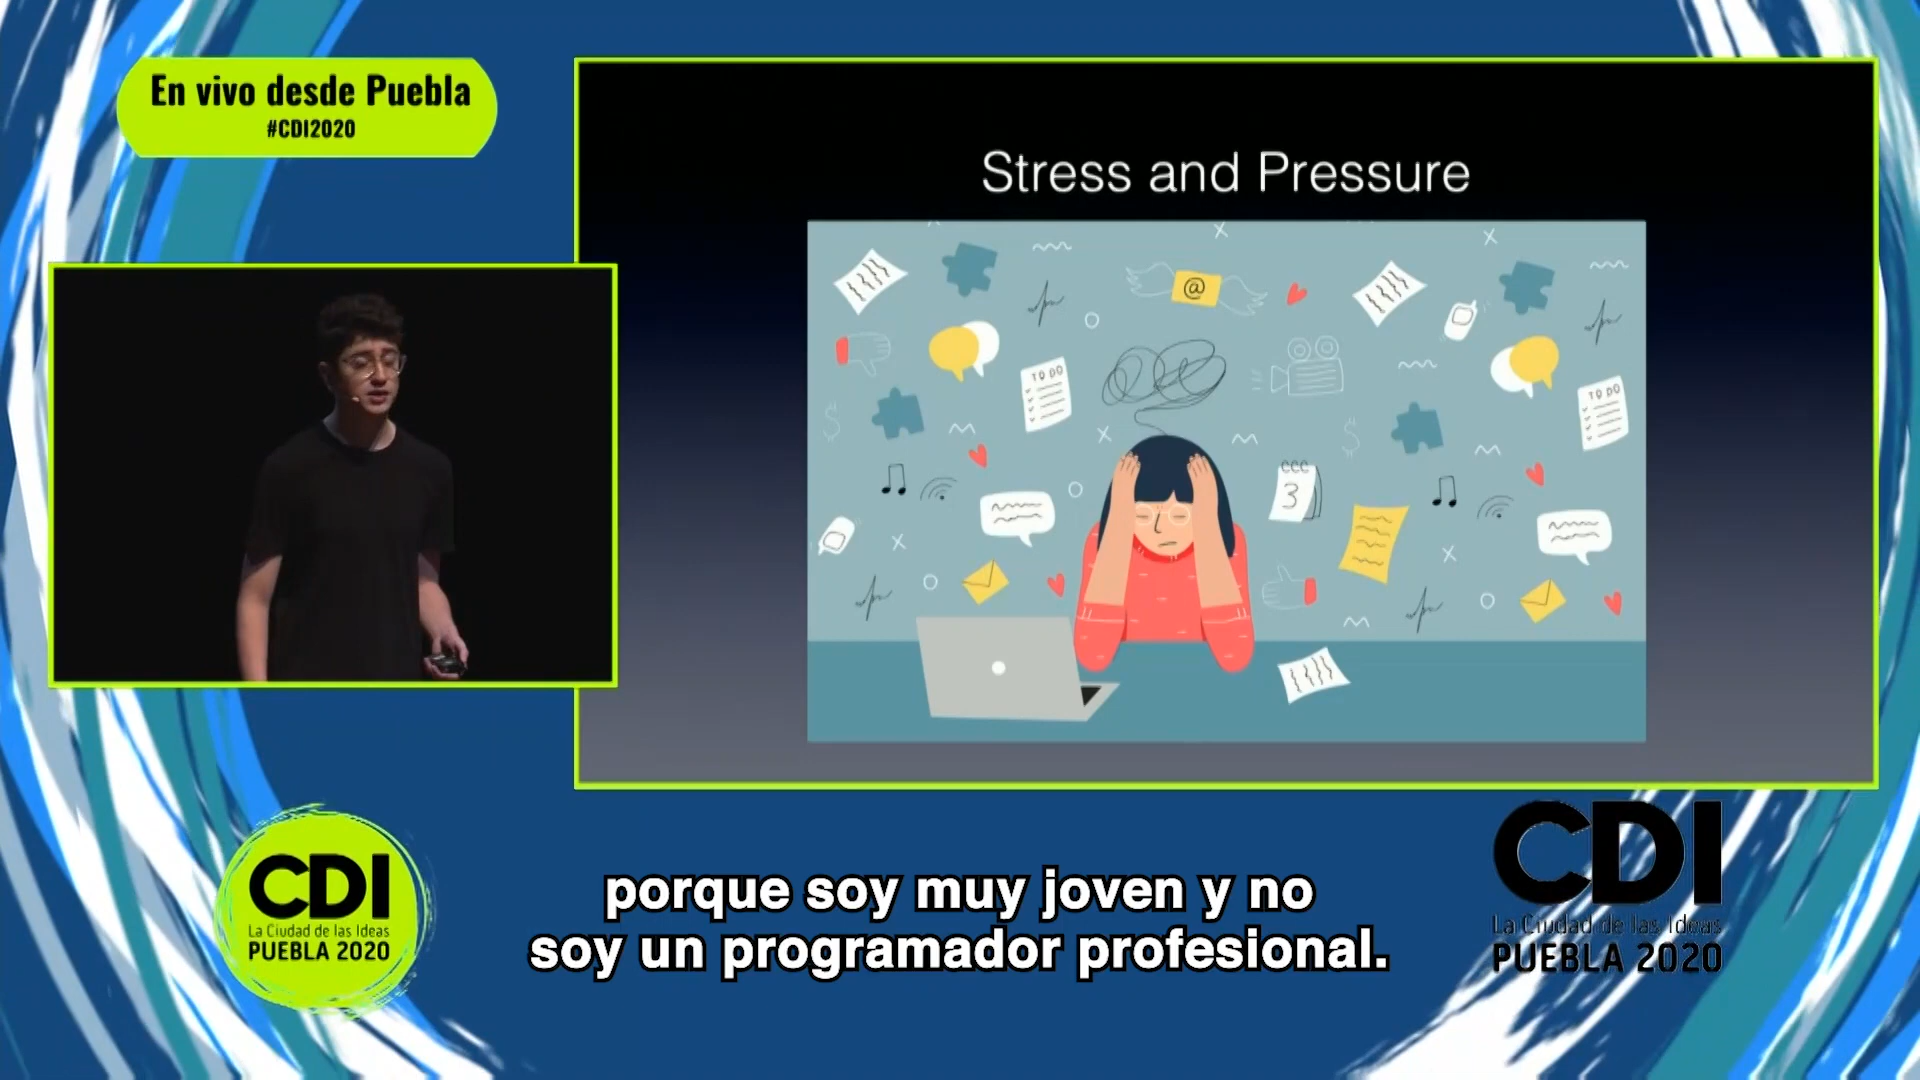 En vivo desde Puebla
#CDI2020
Stress and Pressure
@
TO DO
TO DO
3
CDI
La Ciudad de las Ideas
PUEBLA 2020
porque soy muy joven y no
soy un programador profesional.
CDI
La Ciudad de las Ideas
PUEBLA 2020